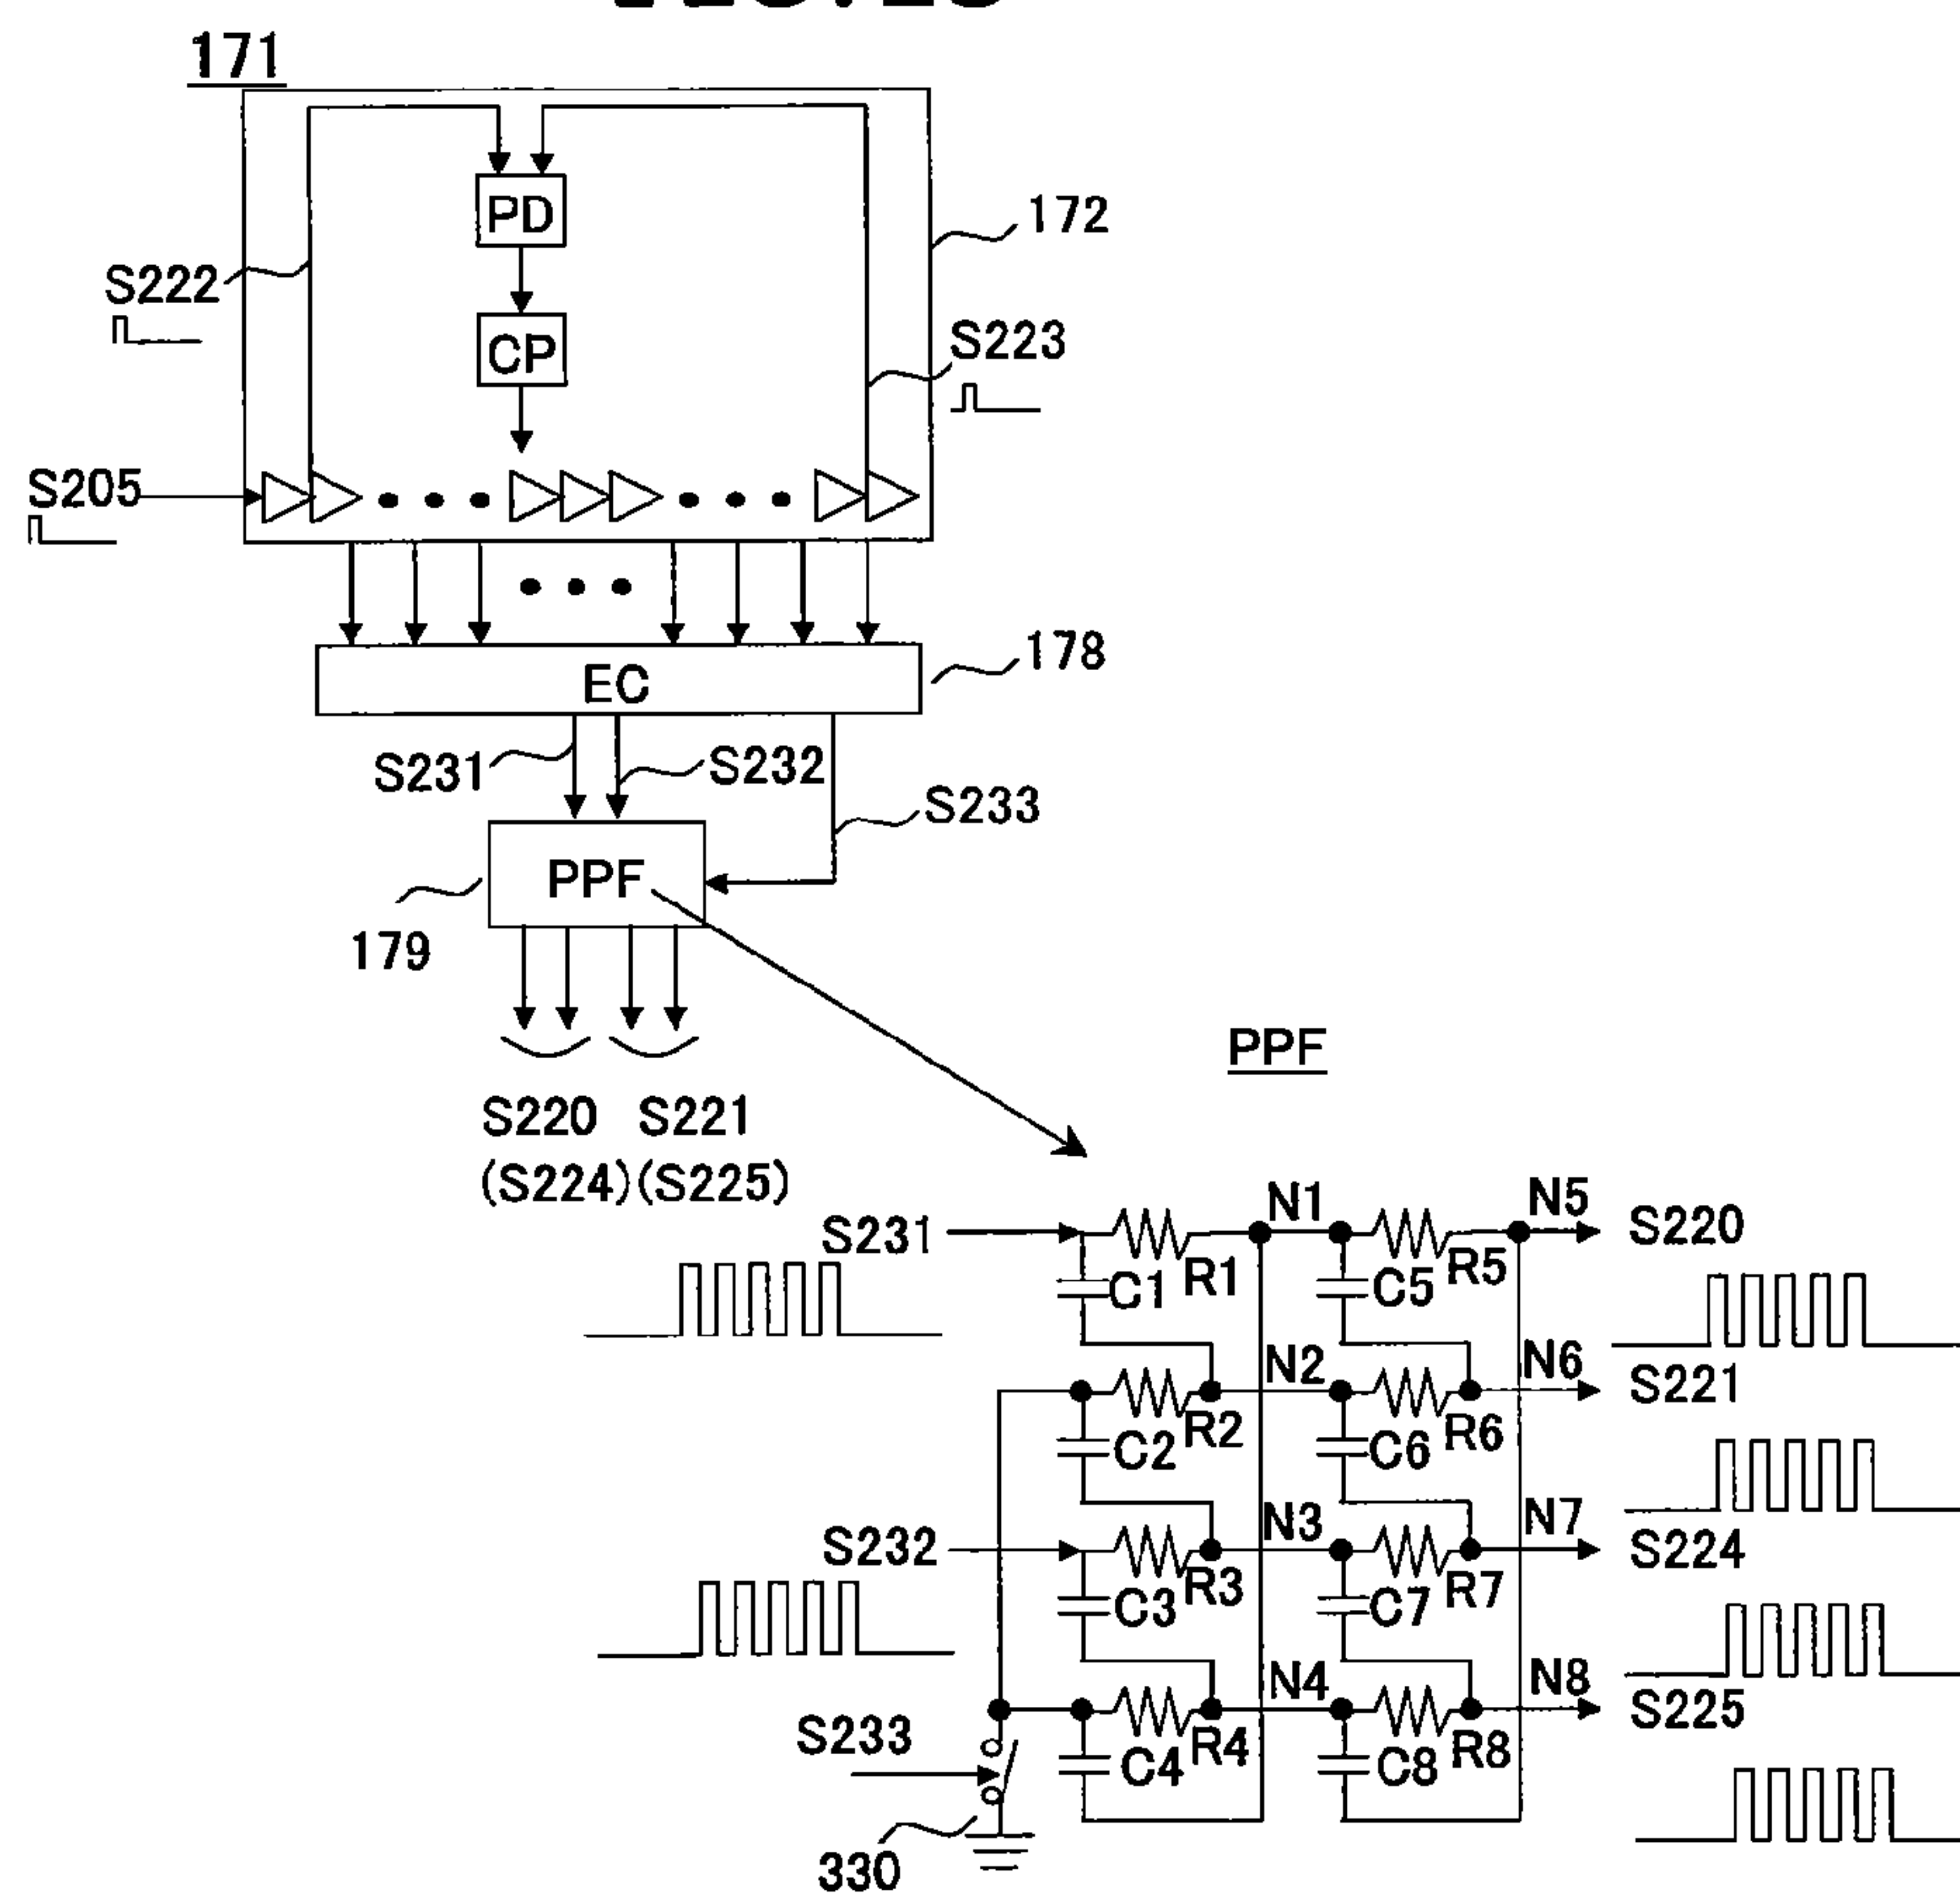 171
PD
172
S222
CP
S223
S205
EC
178
S231
S232
S233
PPF
179
S220 S221
(S224)(S225)
PPF
S231
N1
N5
S220
C1
R1
C5
R5
N2
N6
S221
C2
R2
C6
R6
S232
N3
N7
S224
C3
R3
C7
R7
N4
N8
S225
S233
C4
R4
C8
R8
330